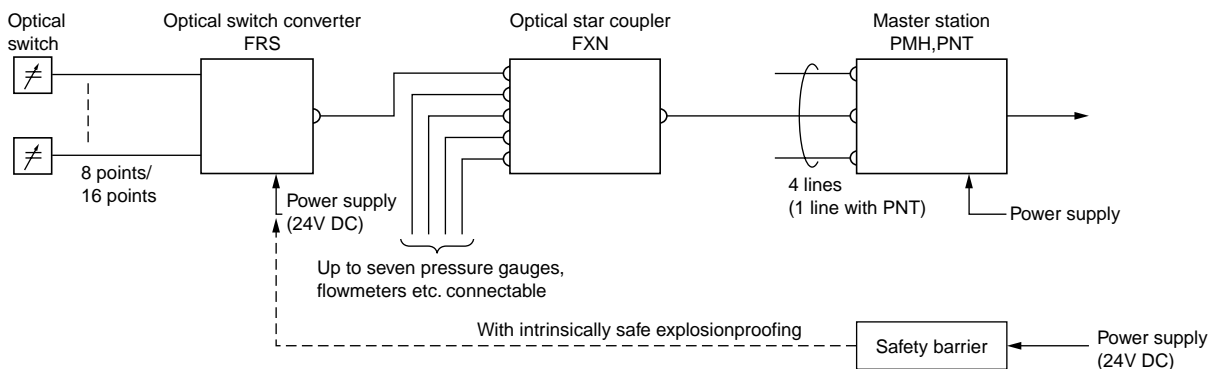 Optical
switch
Optical switch converter
FRS
Optical star coupler
FXN
Master station
PMH,PNT
8 points/
16 points
Power supply
(24V DC)
4 lines
(1 line with PNT)
Power supply
Up to seven pressure gauges,
flowmeters etc. connectable
With intrinsically safe explosionproofing
Safety barrier
Power supply
(24V DC)